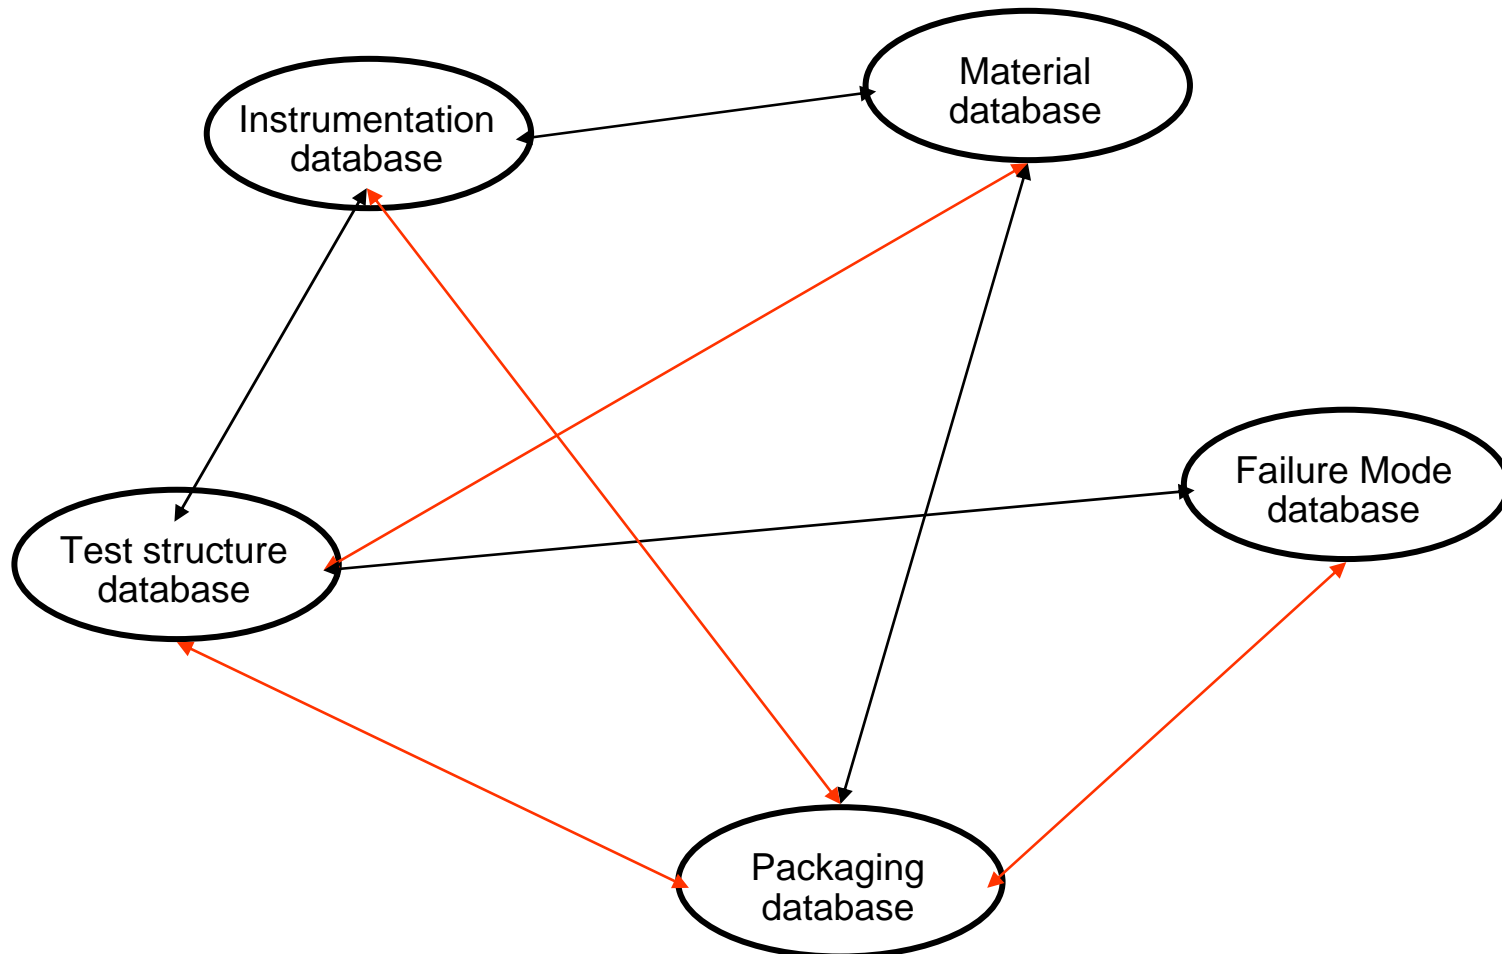 Material
database
Instrumentation
database
Failure Mode
database
Test structure
database
Packaging
database